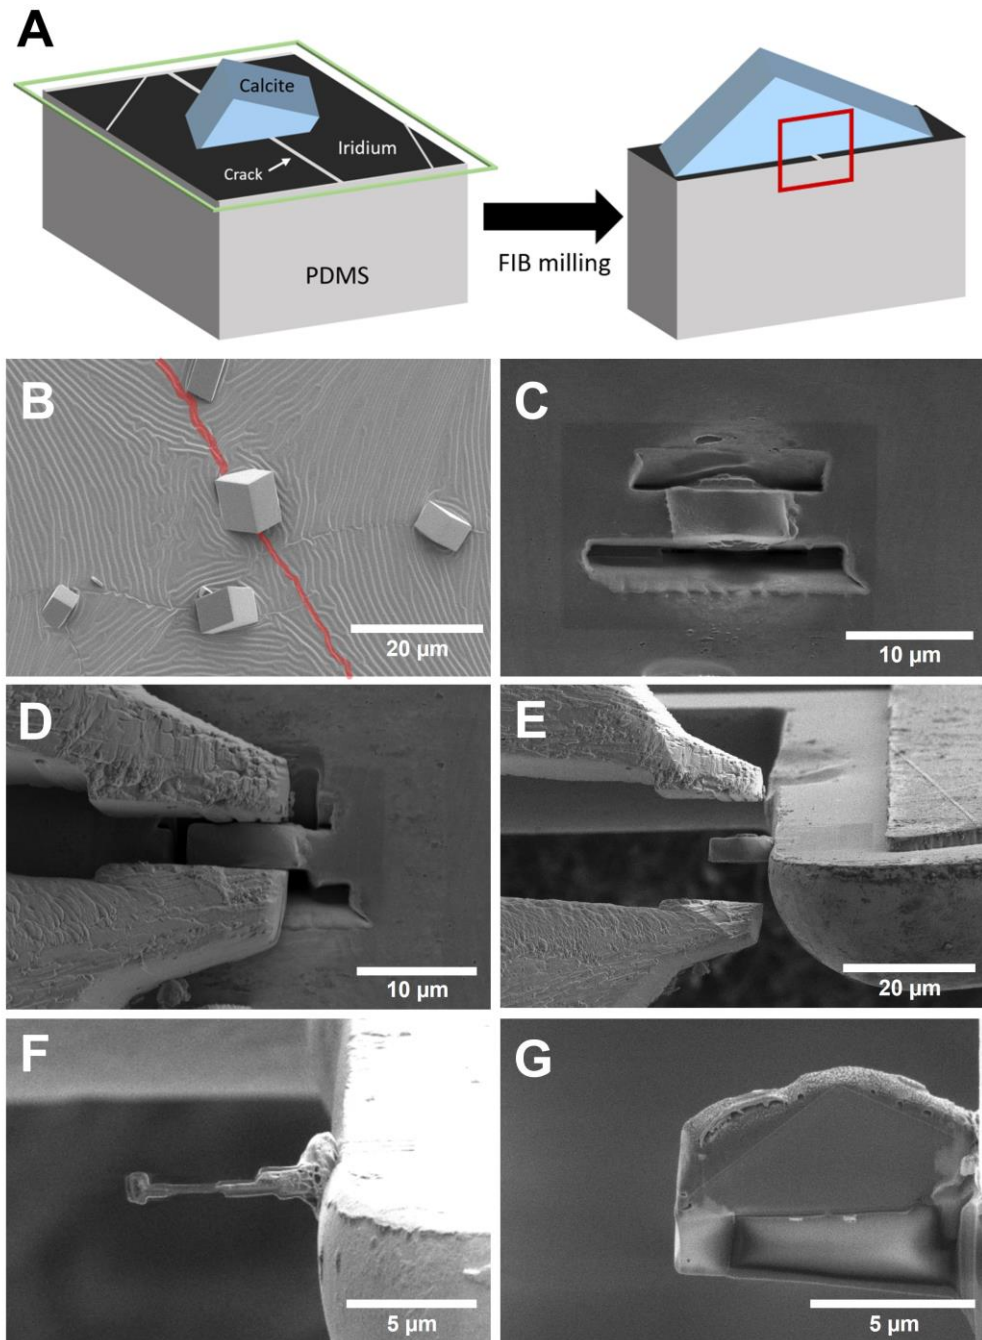 A
Calcite
Iridium
Crack
PDMS
FIB milling
B
20 µm
C
10 µm
D
10 µm
E
20 µm
F
5 µm
G
5 µm